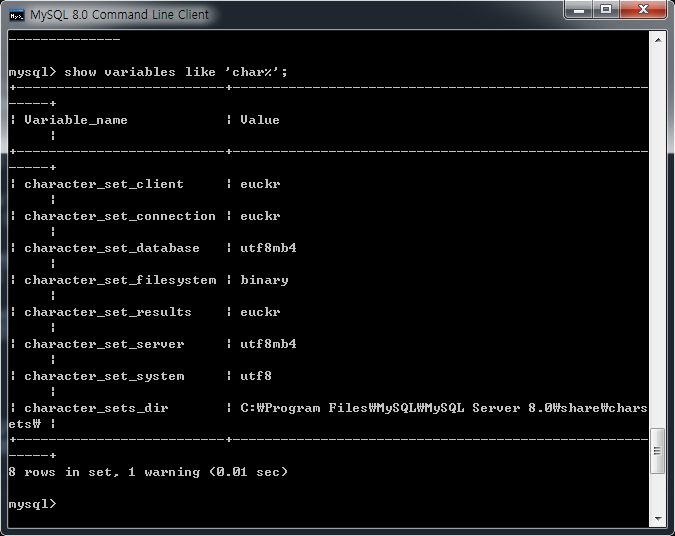 MySQL 8.0 Command Line Client
--------------
mysql> show variables like 'char%';
+--------------------------+--------------------------------------------------
-----+
| Variable_name            | Value
     |
+--------------------------+--------------------------------------------------
-----+
| character_set_client     | euckr
     |
| character_set_connection | euckr
     |
| character_set_database   | utf8mb4
     |
| character_set_filesystem | binary
     |
| character_set_results    | euckr
     |
| character_set_server     | utf8mb4
     |
| character_set_system     | utf8
     |
| character_sets_dir       | C:₩Program Files₩MySQL₩MySQL Server 8.0₩share₩chars
ets₩ |
+--------------------------+--------------------------------------------------
-----+
8 rows in set, 1 warning (0.01 sec)
mysql>